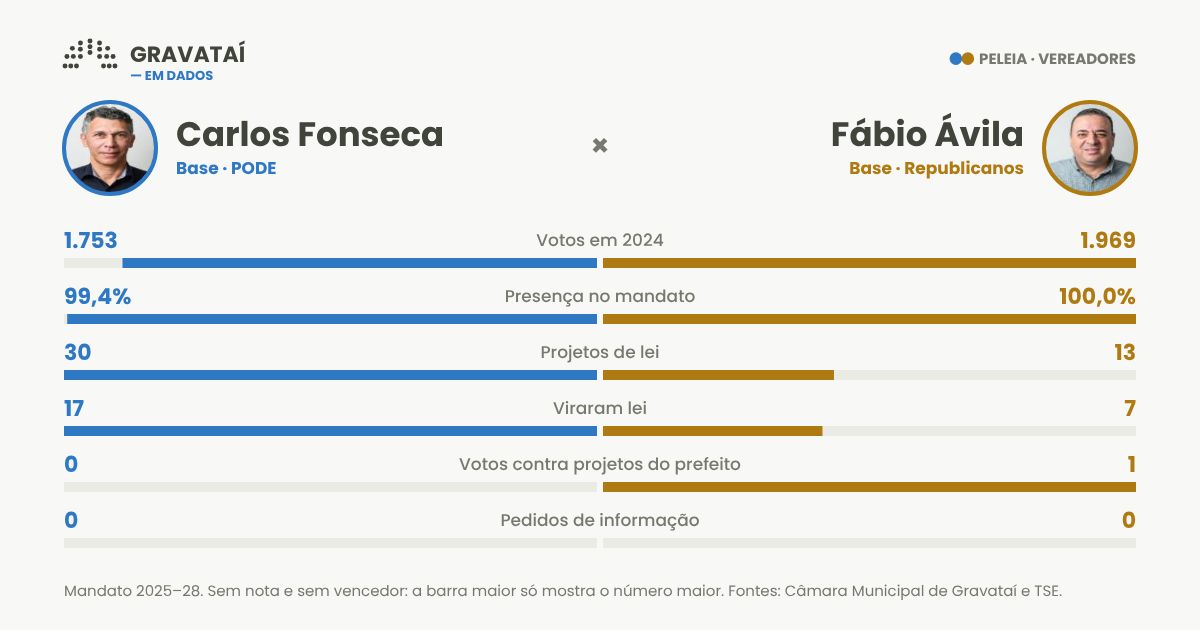 GRAVATAÍ
— EM DADOS
PELEIA · VEREADORES
Carlos Fonseca
Base · PODE
×
Fábio Ávila
Base · Republicanos
1.753 Votos em 2024 1.969
99,4% Presença no mandato 100,0%
30 Projetos de lei 13
17 Viraram lei 7
0 Votos contra projetos do prefeito 1
0 Pedidos de informação 0
Mandato 2025–28. Sem nota e sem vencedor: a barra maior só mostra o número maior. Fontes: Câmara Municipal de Gravataí e TSE.